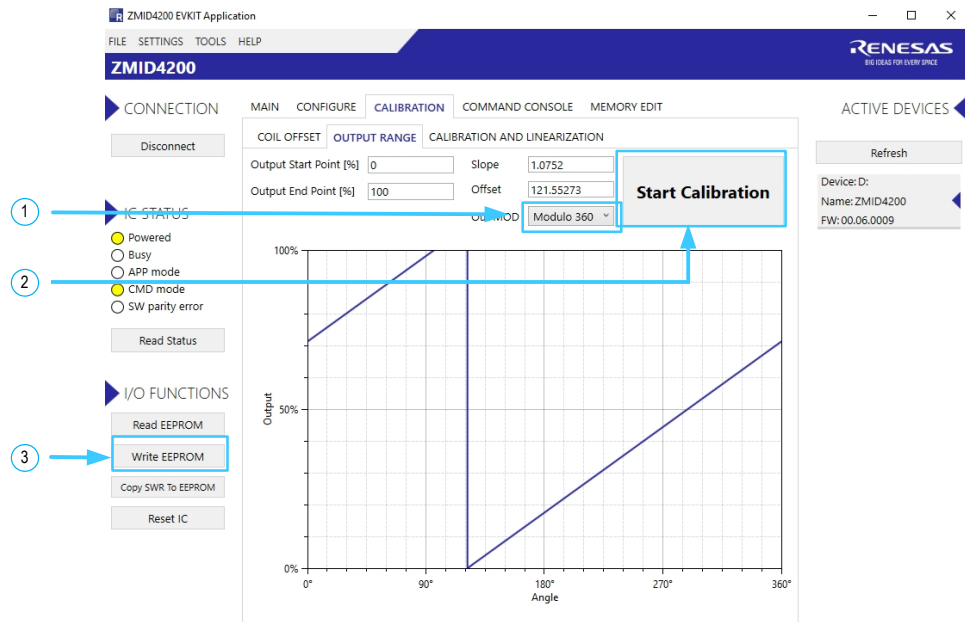 ZMID4200 EVKIT Application
FILE SETTINGS TOOLS HELP
RENESAS
BIG IDEAS FOR EVERY SPACE
ZMID4200
CONNECTION
Disconnect
IC STATUS
Powered
Busy
APP mode
CMD mode
SW parity error
Read Status
I/O FUNCTIONS
Read EEPROM
Write EEPROM
Copy SWR To EEPROM
Reset IC
1
2
3
MAIN CONFIGURE CALIBRATION COMMAND CONSOLE MEMORY EDIT
COIL OFFSET OUTPUT RANGE CALIBRATION AND LINEARIZATION
Output Start Point [%] 0 Slope 1.0752
Output End Point [%] 100 Offset 121.55273
MOD Modulo 360
Start Calibration
100%
50%
0%
Output
0° 90° 180° 270° 360°
Angle
ACTIVE DEVICES
Refresh
Device: D:
Name: ZMID4200
FW: 00.06.0009